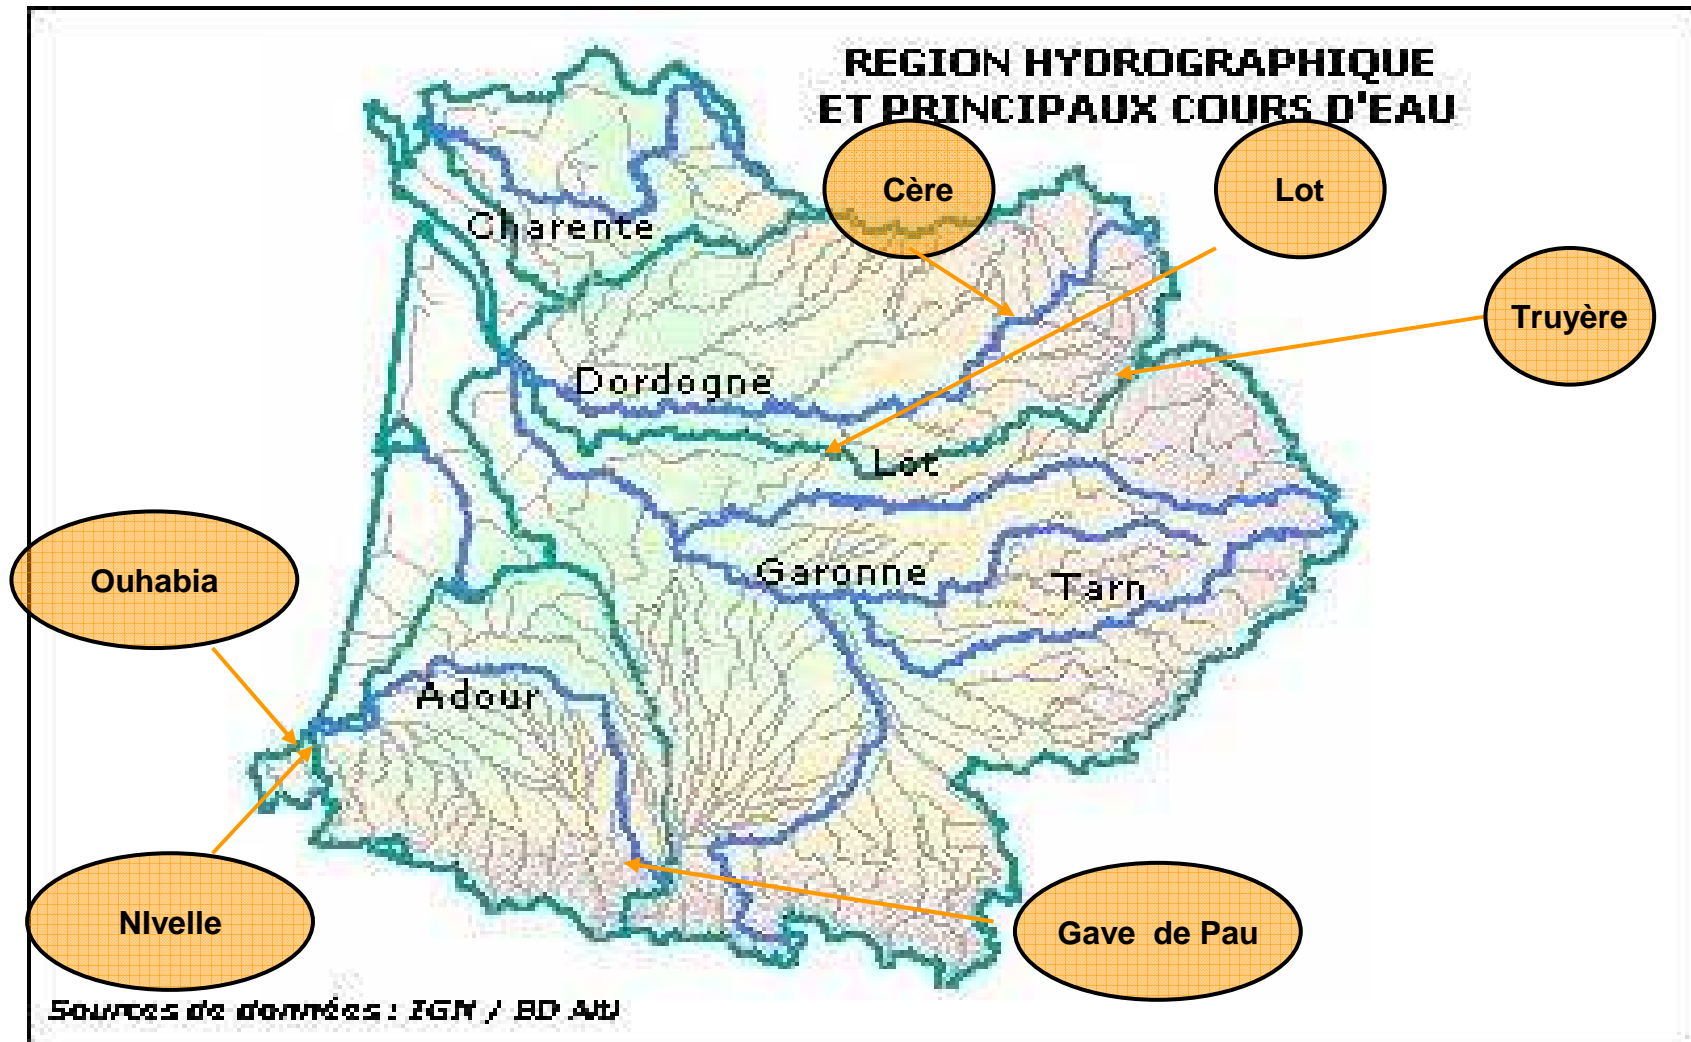 REGION HYDROGRAPHIQUE
ET PRINCIPAUX COURS D'EAU
Cère
Lot
Charente
Truyère
Dordogne
Lot
Ouhabia
Garonne
Tarn
Adour
NIvelle
Gave de Pau
Sources de données : IGN / BD Alti